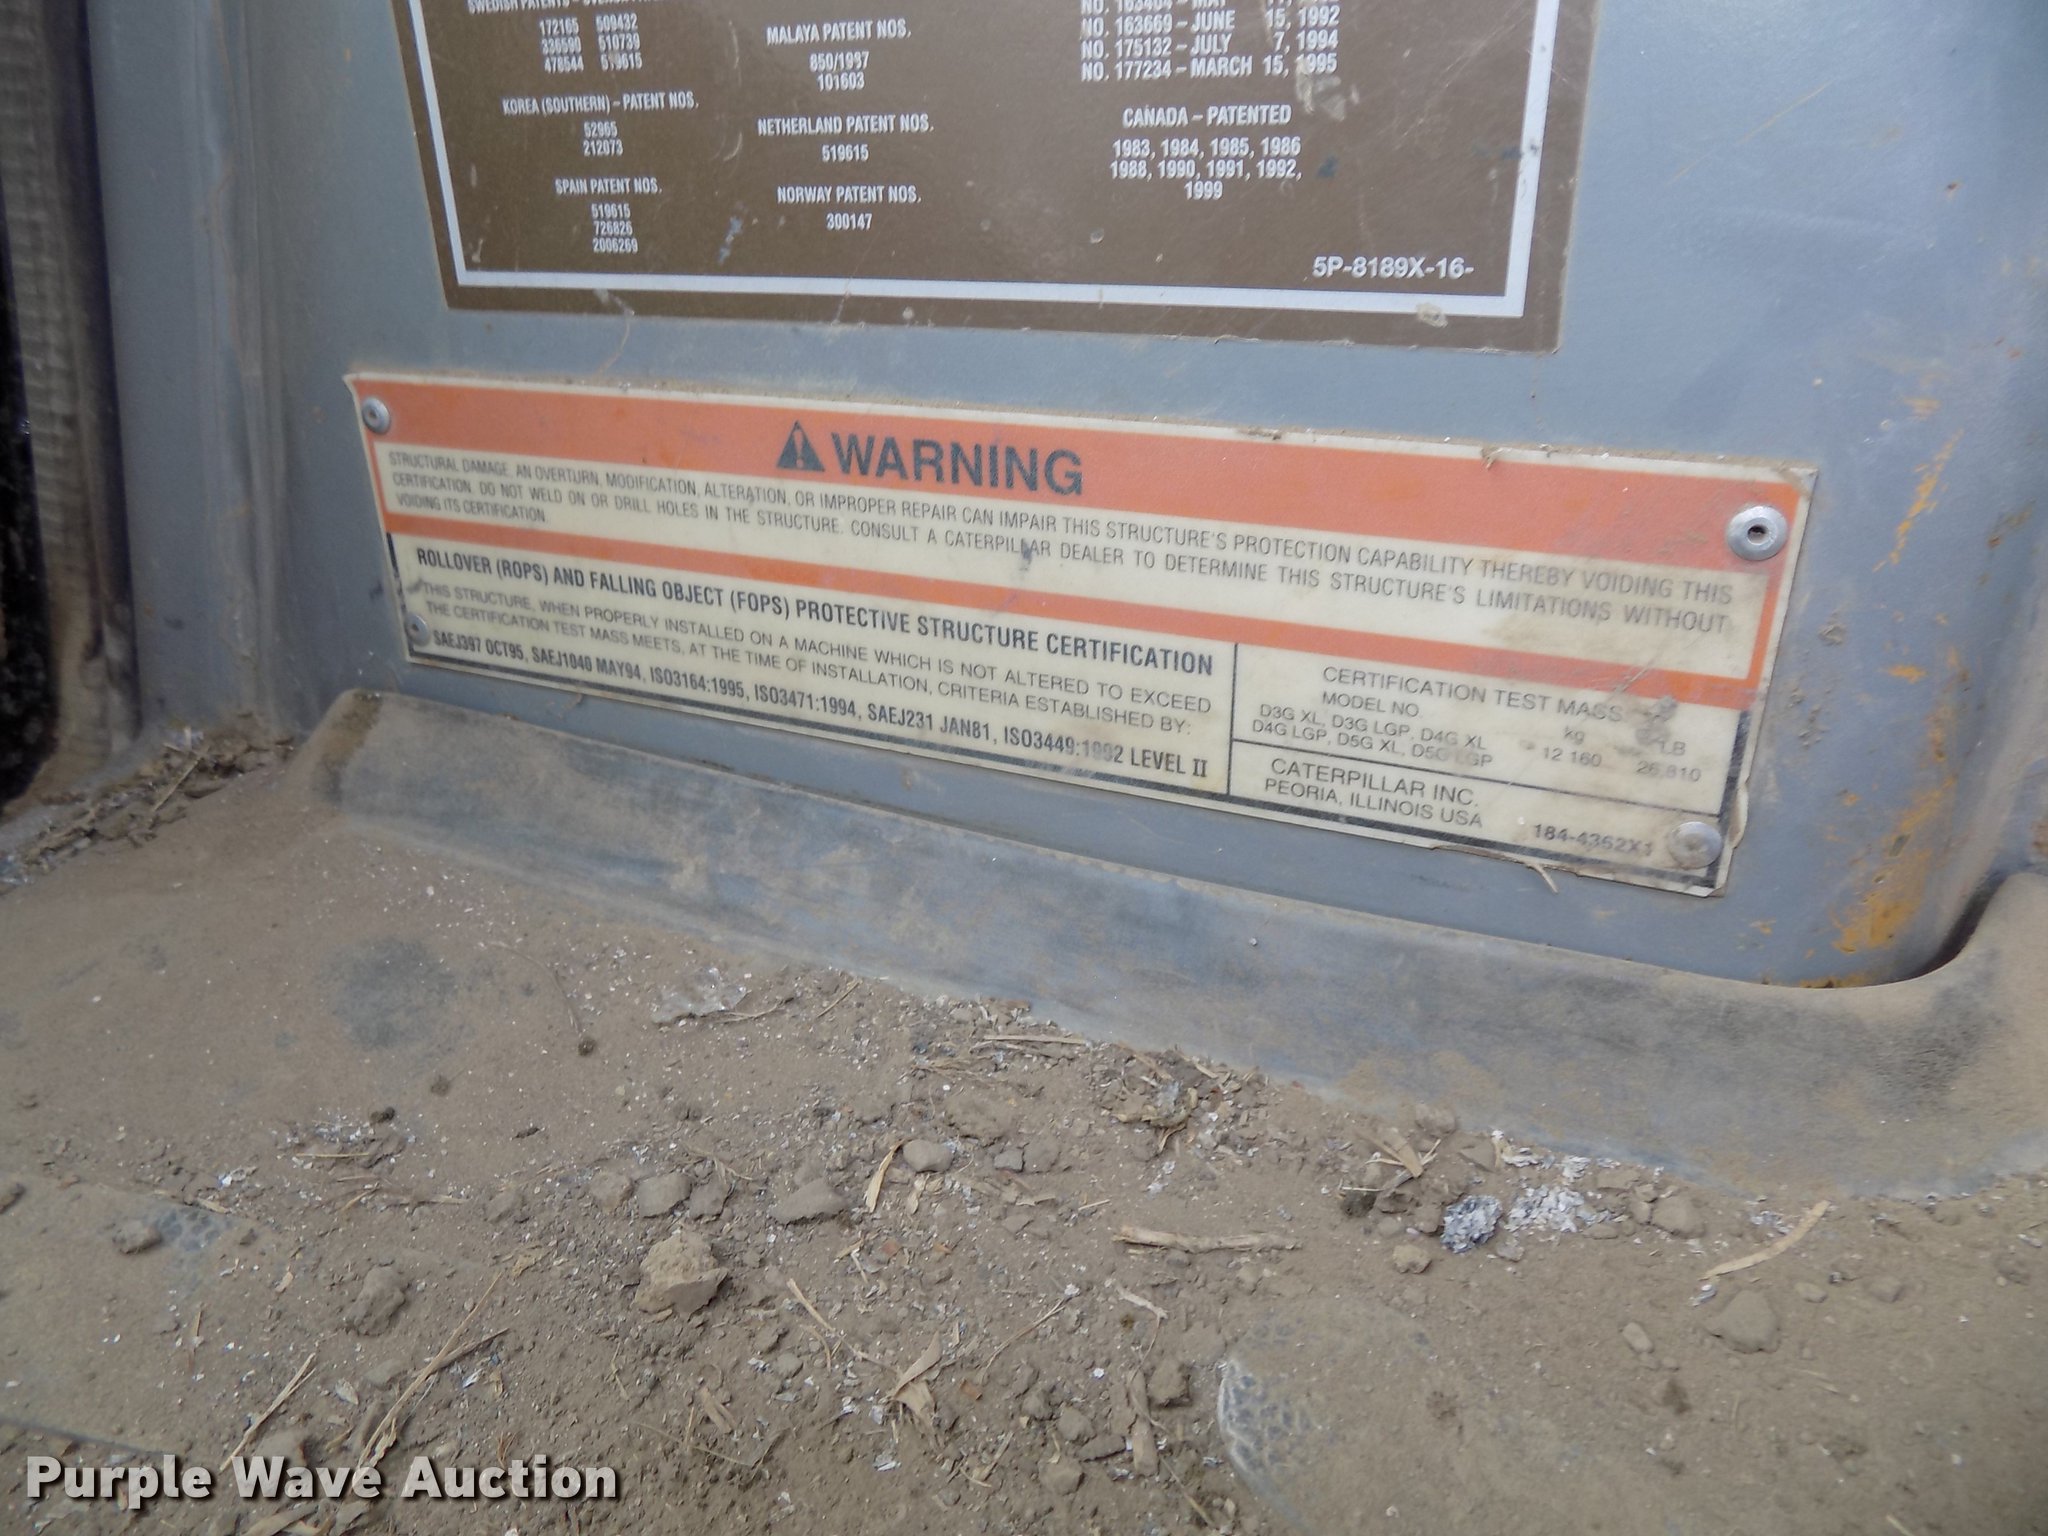 172165 509432
336590 510739
478544 519615
KOREA (SOUTHERN) - PATENT NOS.
52965
212073
SPAIN PATENT NOS.
519615
726826
2006269
MALAYA PATENT NOS.
850/1987
101603
NETHERLAND PATENT NOS.
519615
NORWAY PATENT NOS.
300147
NO. 163669 - JUNE 15, 1992
NO. 175132 - JULY 7, 1994
NO. 177234 - MARCH 15, 1995
CANADA - PATENTED
1983, 1984, 1985, 1986
1988, 1990, 1991, 1992,
1999
5P-8189X-16-
WARNING
STRUCTURAL DAMAGE, AN OVERTURN, MODIFICATION, ALTERATION, OR IMPROPER REPAIR CAN IMPAIR THIS STRUCTURE'S PROTECTION CAPABILITY THEREBY VOIDING THIS
CERTIFICATION. DO NOT WELD ON OR DRILL HOLES IN THE STRUCTURE. CONSULT A CATERPILLAR DEALER TO DETERMINE THIS STRUCTURE'S LIMITATIONS WITHOUT
VOIDING ITS CERTIFICATION.
ROLLOVER (ROPS) AND FALLING OBJECT (FOPS) PROTECTIVE STRUCTURE CERTIFICATION
THIS STRUCTURE, WHEN PROPERLY INSTALLED ON A MACHINE WHICH IS NOT ALTERED TO EXCEED
THE CERTIFICATION TEST MASS MEETS, AT THE TIME OF INSTALLATION, CRITERIA ESTABLISHED BY:
SAEJ397 OCT95, SAEJ1040 MAY94, ISO3164:1995, ISO3471:1994, SAEJ231 JAN81, ISO3449:1992 LEVEL II
CERTIFICATION TEST MASS
MODEL NO kg LB
D3G XL, D3G LGP, D4G XL
D4G LGP, D5G XL, D5G LGP 12 160 26,810
CATERPILLAR INC.
PEORIA, ILLINOIS USA 184-4362X1
Purple Wave Auction